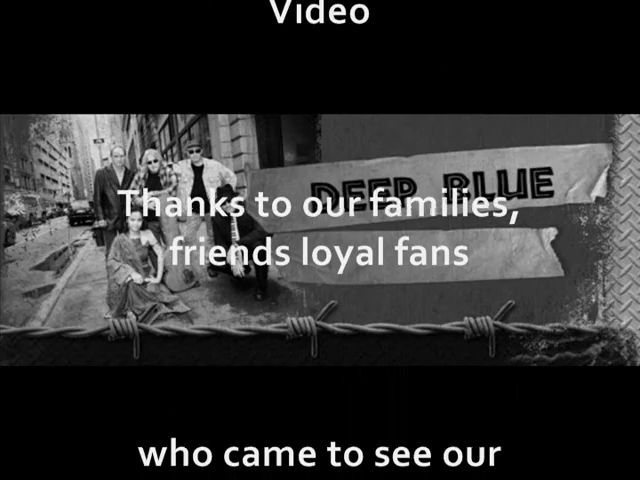 Video
DEEP BLUE
Thanks to our families,
friends loyal fans
who came to see our